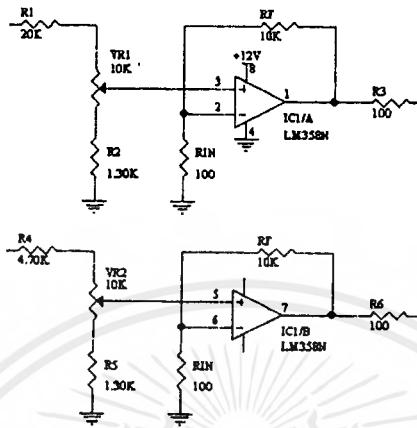 R1
20K
VR1
10K
R2
1.30K
RF
10K
+12V
8
3
+
1
2
-
4
IC1/A
LM358N
RIN
100
R3
100
R4
4.70K
VR2
10K
R5
1.30K
RF
10K
5
+
7
6
-
IC1/B
LM358N
RIN
100
R6
100